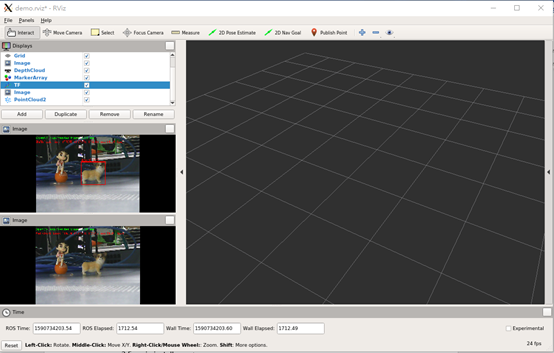 demo.rviz* - RViz
File Panels Help
Interact Move Camera Select Focus Camera Measure 2D Pose Estimate 2D Nav Goal Publish Point
Displays
Grid
Image
DepthCloud
MarkerArray
TF
Image
PointCloud2
Add Duplicate Remove Rename
Image
Image
Time
ROS Time: 1590734203.54 ROS Elapsed: 1712.54 Wall Time: 1590734203.60 Wall Elapsed: 1712.49 Experimental
Reset Left-Click: Rotate. Middle-Click: Move X/Y. Right-Click/Mouse Wheel: Zoom. Shift: More options. 24 fps